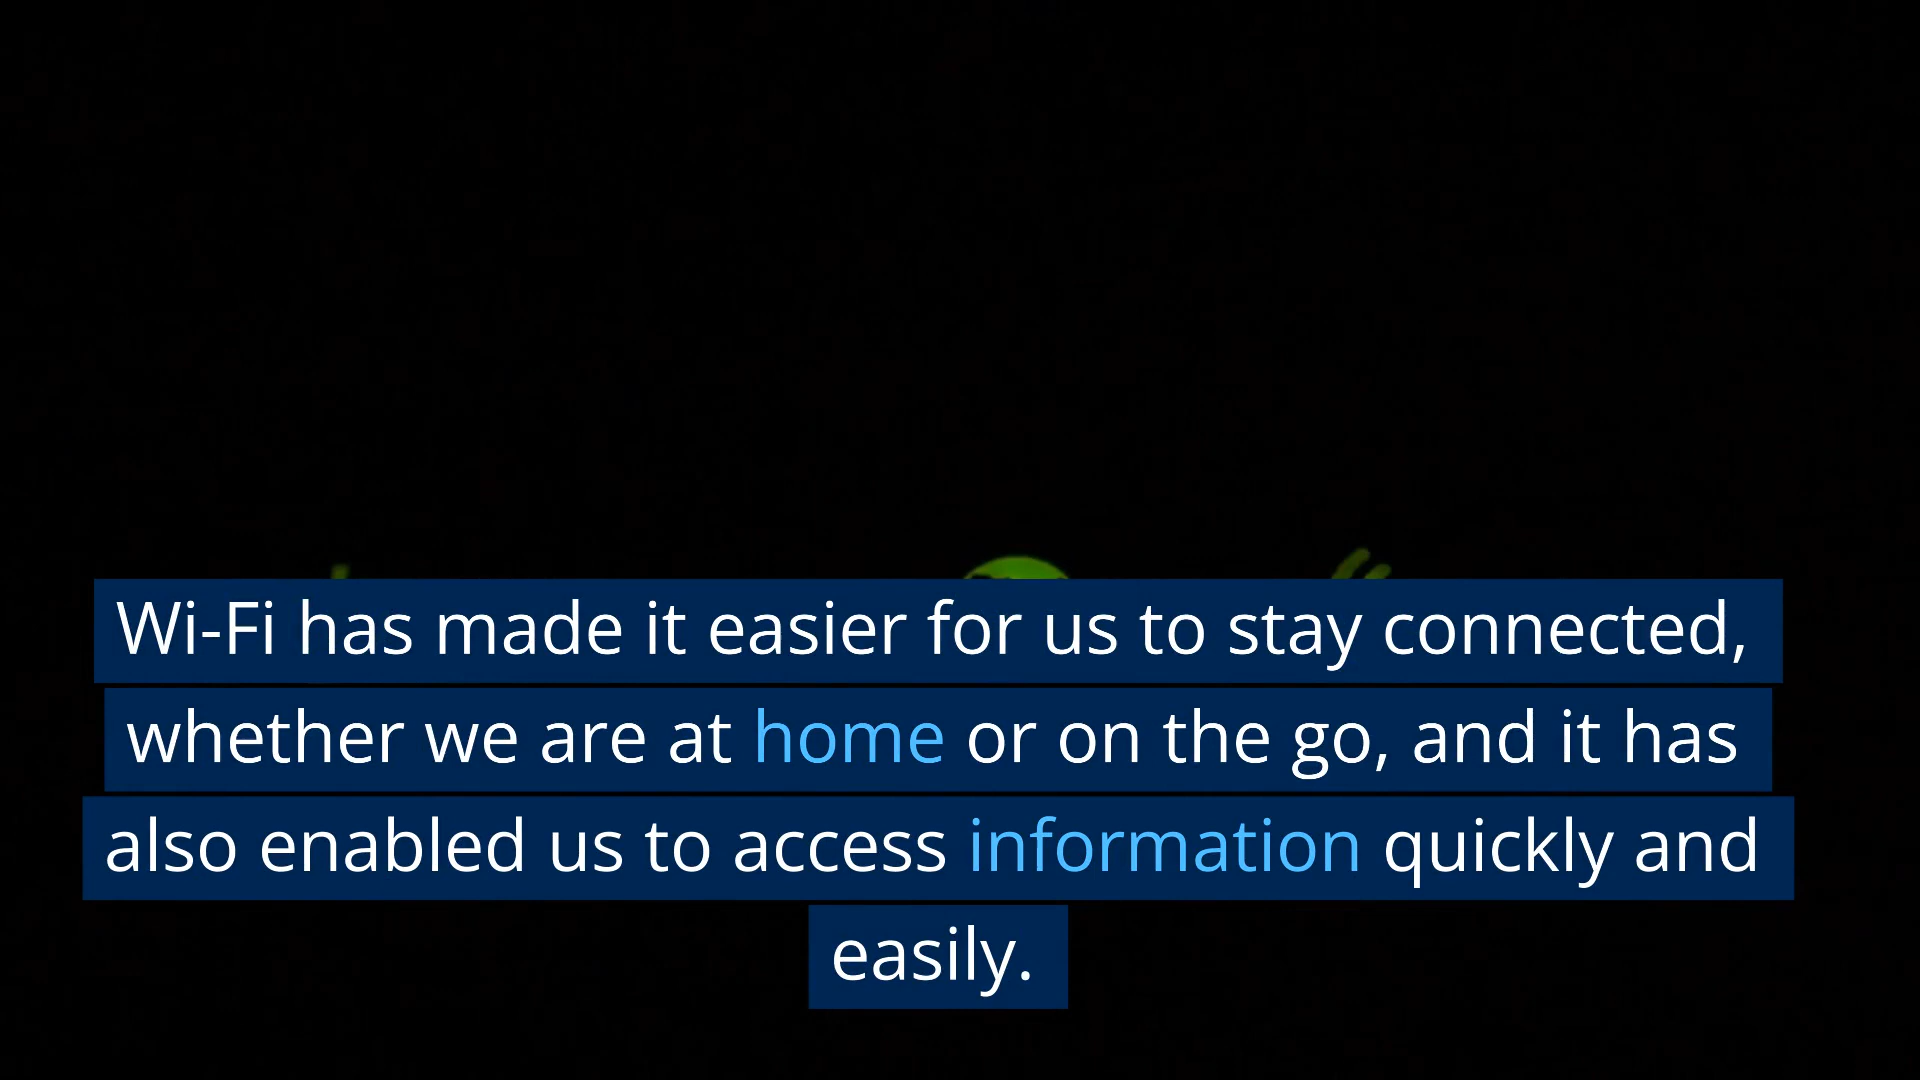 Wi-Fi has made it easier for us to stay connected,
whether we are at home or on the go, and it has
also enabled us to access information quickly and
easily.